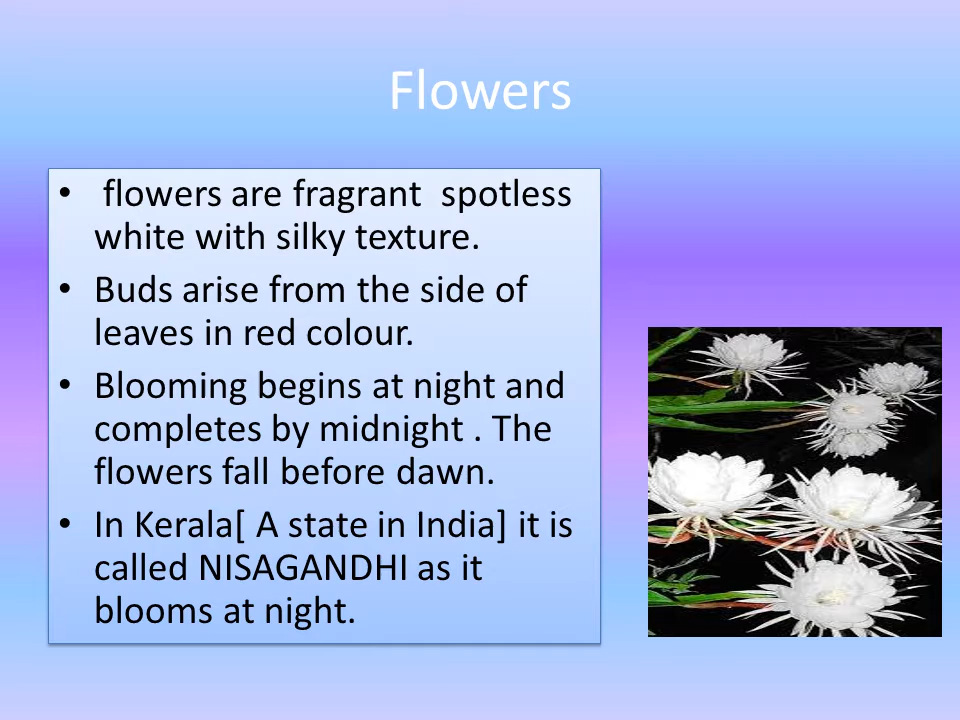 Flowers
• flowers are fragrant  spotless
white with silky texture.
• Buds arise from the side of
leaves in red colour.
• Blooming begins at night and
completes by midnight . The
flowers fall before dawn.
• In Kerala[ A state in India] it is
called NISAGANDHI as it
blooms at night.